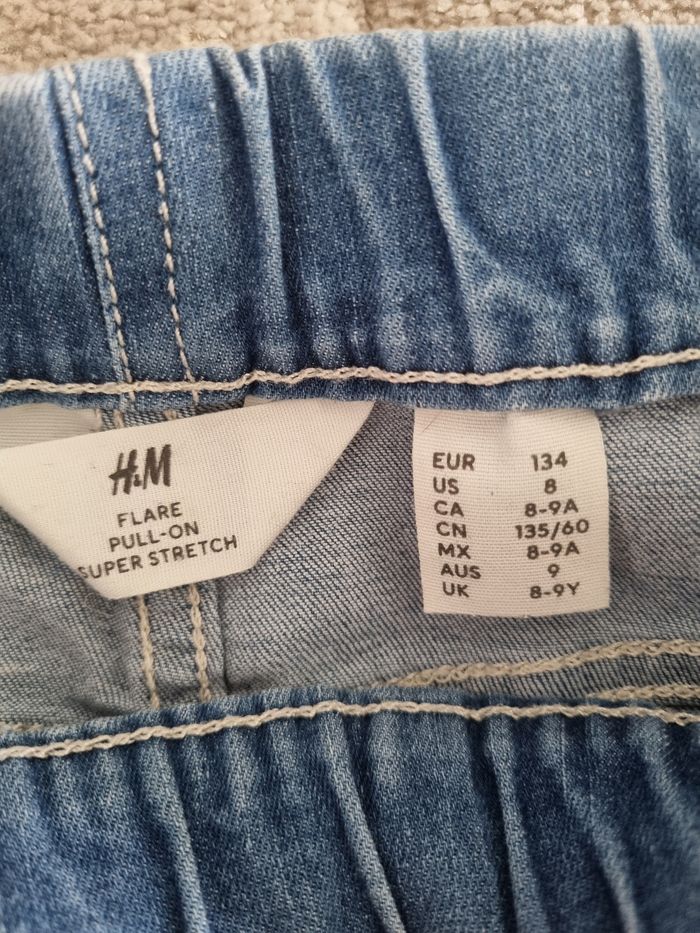 H&M
FLARE
PULL-ON
SUPER STRETCH
EUR 134
US 8
CA 8-9A
CN 135/60
MX 8-9A
AUS 9
UK 8-9Y